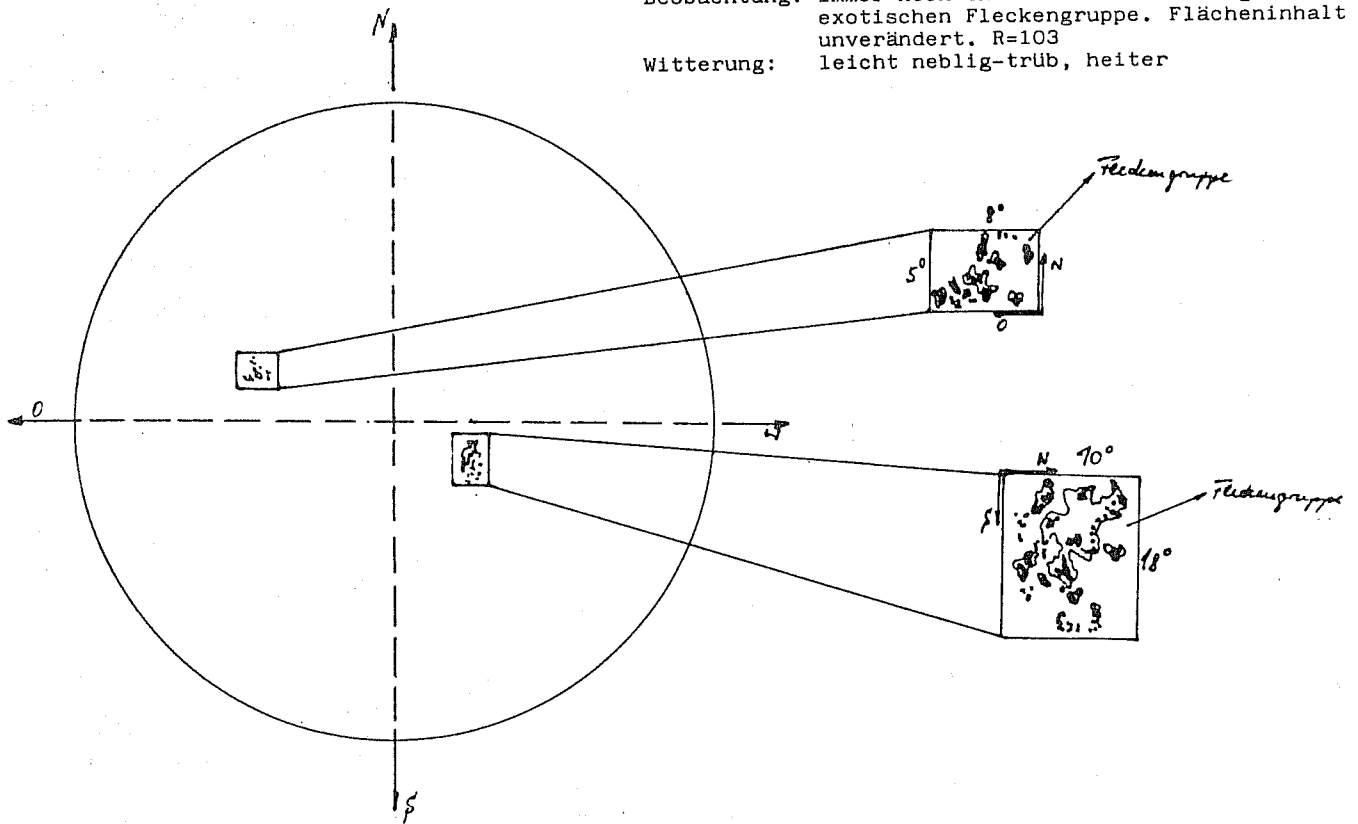 exotischen Fleckengruppe. Flächeninhalt
unverändert. R=103
Witterung: leicht neblig-trüb, heiter
N
Fleckengruppe
8°
5°
N
O
O
W
N
10°
S
Fleckengruppe
18°
S